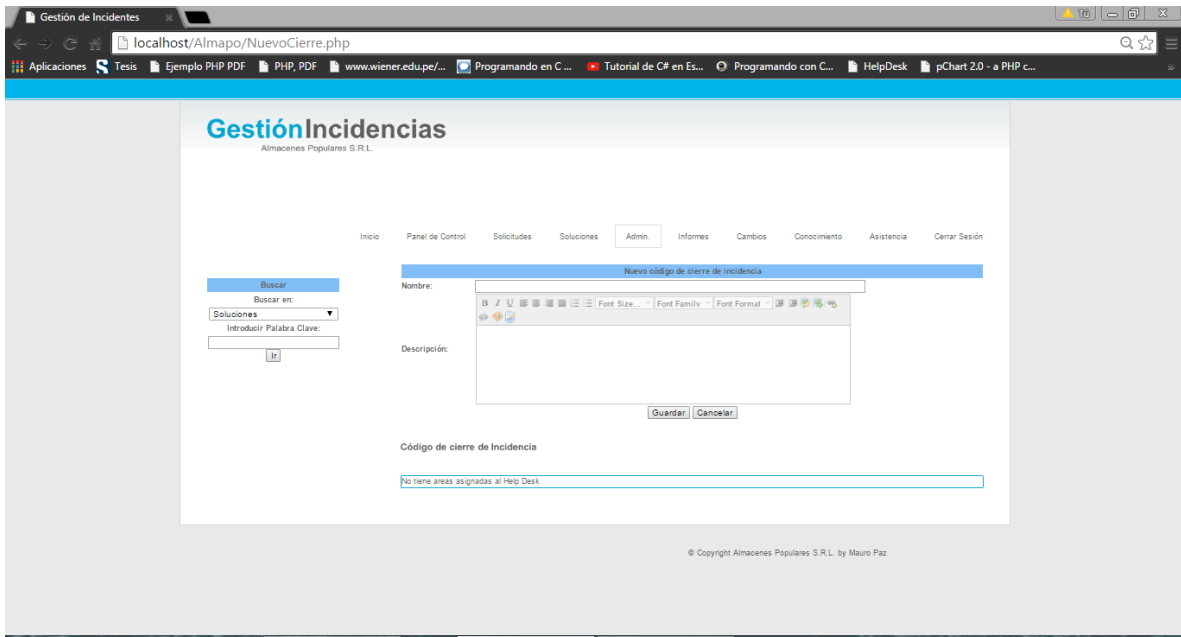 Gestión de Incidentes
Tú
localhost/Almapo/NuevoCierre.php
Aplicaciones Tesis Ejemplo PHP PDF PHP, PDF www.wiener.edu.pe/... Programando en C ... Tutorial de C# en Es... Programando con C... HelpDesk pChart 2.0 - a PHP c...
GestiónIncidencias
Almacenes Populares S.R.L.
Inicio Panel de Control Solicitudes Soluciones Admin. Informes Cambios Conocimiento Asistencia Cerrar Sesión
Nuevo código de cierre de incidencia
Buscar
Buscar en:
Soluciones
Introducir Palabra Clave:
Ir
Nombre:
B I U Font Size... Font Family Font Format
Descripción:
Guardar Cancelar
Código de cierre de Incidencia
No tiene areas asignadas al Help Desk
© Copyright Almacenes Populares S.R.L. by Mauro Paz